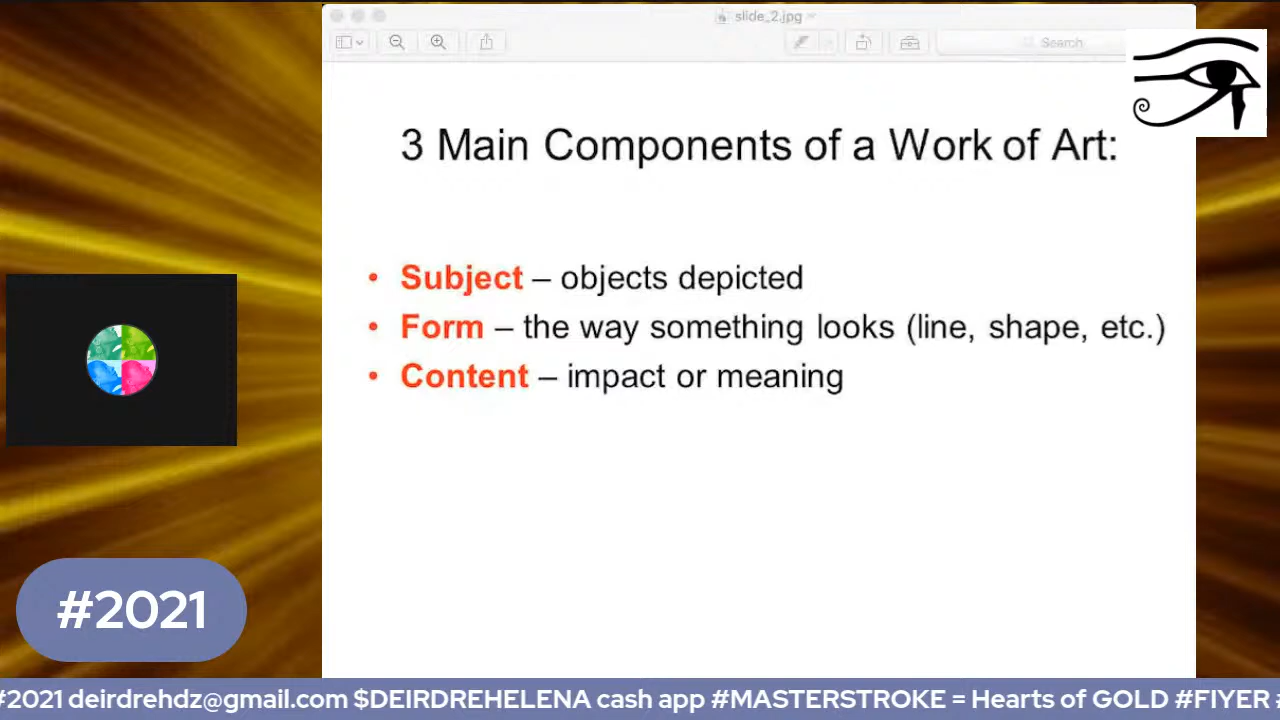 slide_2.jpg
Search
3 Main Components of a Work of Art:
• Subject – objects depicted
• Form – the way something looks (line, shape, etc.)
• Content – impact or meaning
#2021
#2021 deirdrehdz@gmail.com $DEIRDREHELENA cash app #MASTERSTROKE = Hearts of GOLD #FIYER #